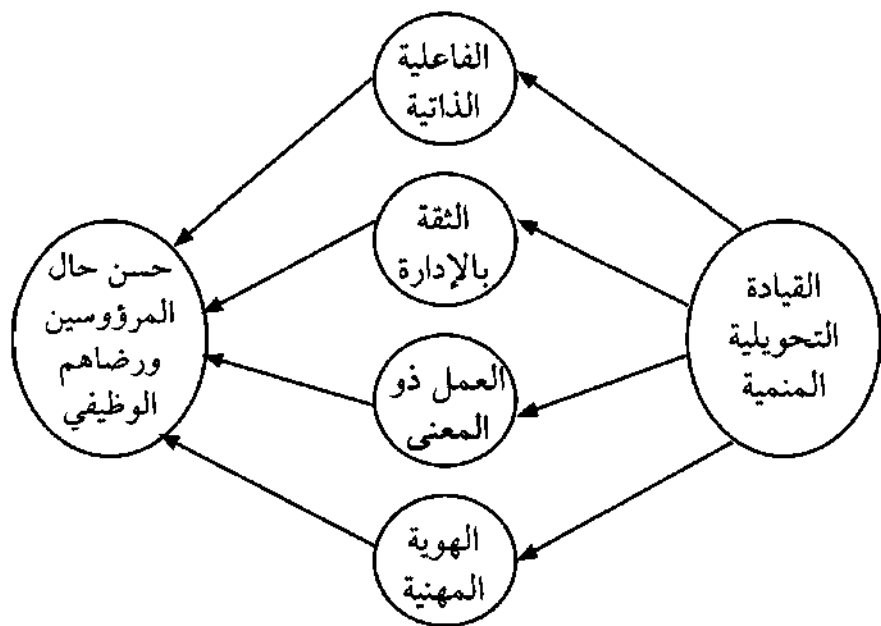 القيادة
التحويلية
المنمية
الفاعلية
الذاتية
الثقة
بالإدارة
العمل ذو
المعنى
الهوية
المهنية
حسن حال
المرؤوسين
ورضاهم
الوظيفي